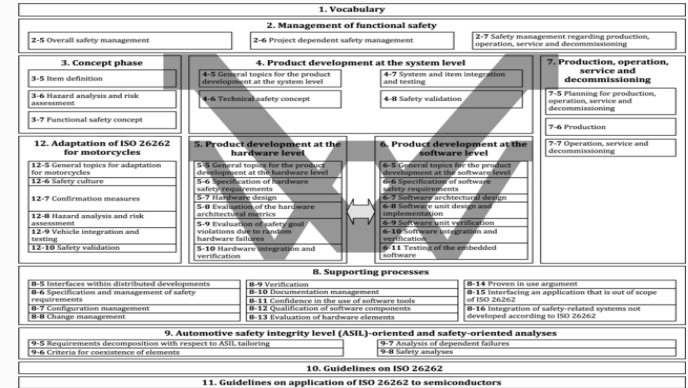 1. Vocabulary
2. Management of functional safety
2-5 Overall safety management
2-6 Project dependent safety management
2-7 Safety management regarding production,
operation, service and decommissioning
3. Concept phase
3-5 Item definition
3-6 Hazard analysis and risk
assessment
3-7 Functional safety concept
4. Product development at the system level
4-5 General topics for the product
development at the system level
4-6 Technical safety concept
4-7 System and item integration
and testing
4-8 Safety validation
7. Production, operation,
service and
decommissioning
7-5 Planning for production,
operation, service and
decommissioning
7-6 Production
7-7 Operation, service and
decommissioning
12. Adaptation of ISO 26262
for motorcycles
12-5 General topics for adaptation
for motorcycles
12-6 Safety culture
12-7 Confirmation measures
12-8 Hazard analysis and risk
assessment
12-9 Vehicle integration and
testing
12-10 Safety validation
5. Product development at the
hardware level
5-5 General topics for the product
development at the hardware level
5-6 Specification of hardware
safety requirements
5-7 Hardware design
5-8 Evaluation of the hardware
architectural metrics
5-9 Evaluation of safety goal
violations due to random
hardware failures
5-10 Hardware integration and
verification
6. Product development at the
software level
6-5 General topics for the product
development at the software level
6-6 Specification of software
safety requirements
6-7 Software architectural design
6-8 Software unit design and
implementation
6-9 Software unit verification
6-10 Software integration and
verification
6-11 Testing of the embedded
software
8. Supporting processes
8-5 Interfaces within distributed developments
8-6 Specification and management of safety
requirements
8-7 Configuration management
8-8 Change management
8-9 Verification
8-10 Documentation management
8-11 Confidence in the use of software tools
8-12 Qualification of software components
8-13 Evaluation of hardware elements
8-14 Proven in use argument
8-15 Interfacing an application that is out of scope
of ISO 26262
8-16 Integration of safety-related systems not
developed according to ISO 26262
9. Automotive safety integrity level (ASIL)-oriented and safety-oriented analyses
9-5 Requirements decomposition with respect to ASIL tailoring
9-6 Criteria for coexistence of elements
9-7 Analysis of dependent failures
9-8 Safety analyses
10. Guidelines on ISO 26262
11. Guidelines on application of ISO 26262 to semiconductors